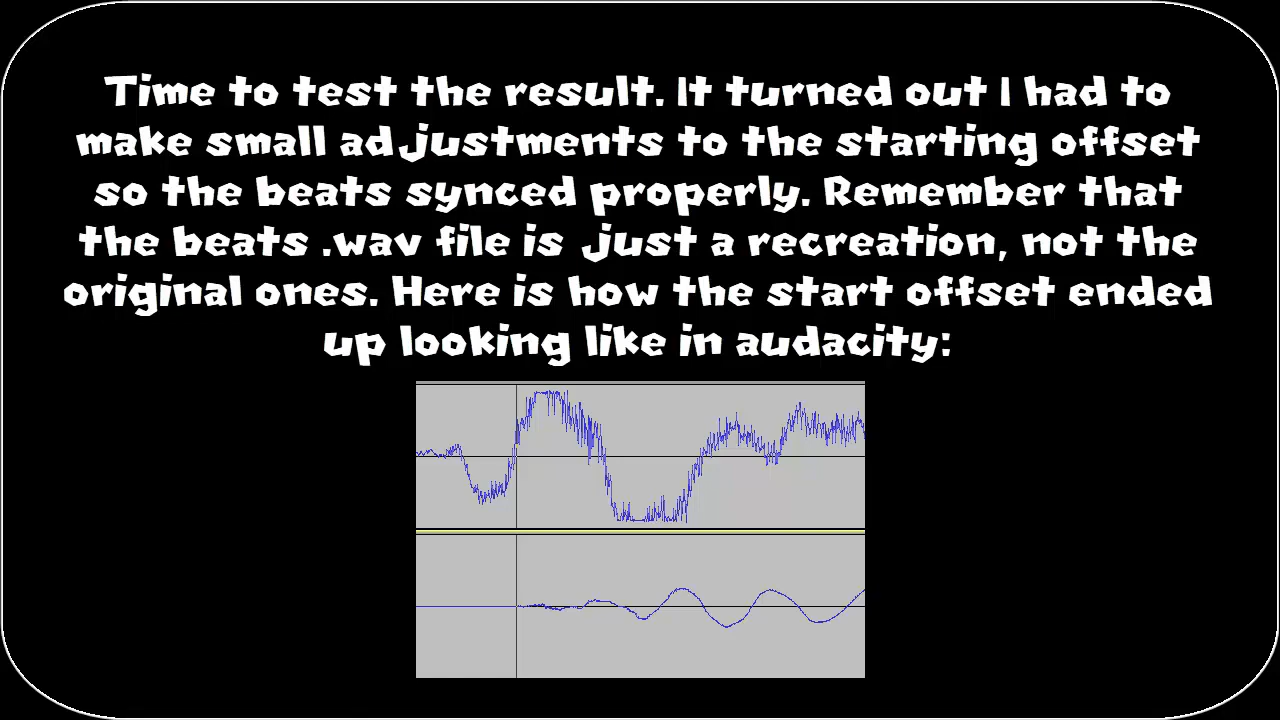 Time to test the result. It turned out I had to
make small adjustments to the starting offset
so the beats synced properly. Remember that
the beats .wav file is just a recreation, not the
original ones. Here is how the start offset ended
up looking like in audacity: